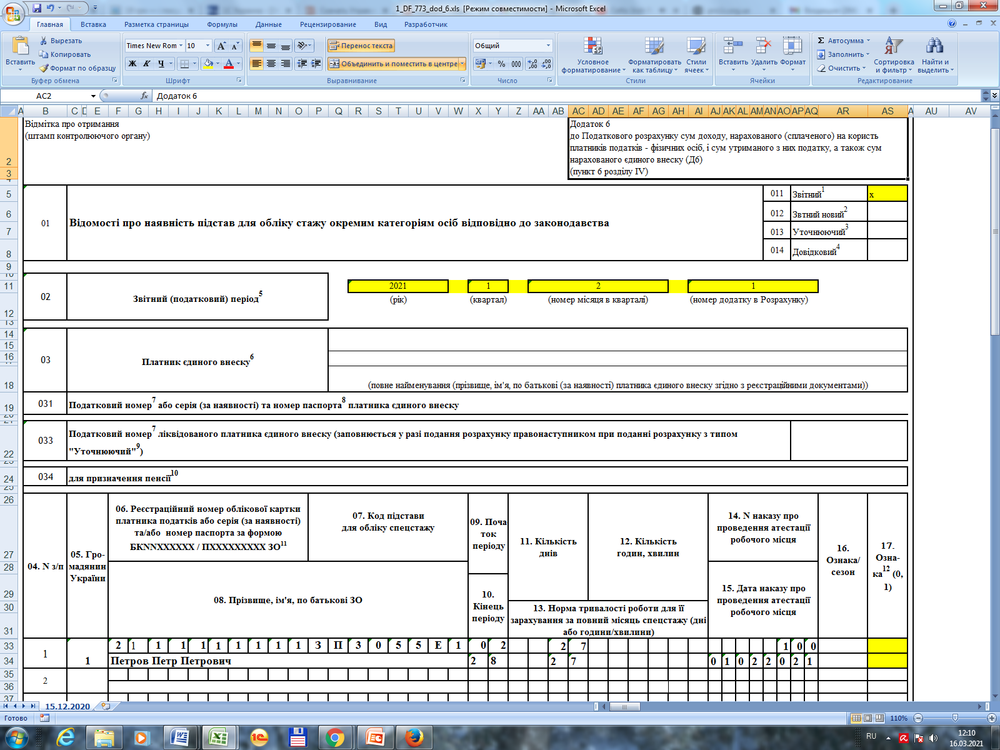 1_DF_773_dod_6.xls [Режим совместимости] - Microsoft Excel
Главная Вставка Разметка страницы Формулы Данные Рецензирование Вид Разработчик
Вставить
Вырезать
Копировать
Формат по образцу
Буфер обмена
Times New Rom 10
Ж К Ч
Шрифт
Перенос текста
Объединить и поместить в центре
Выравнивание
Общий
% 000
Число
Условное форматирование
Форматировать как таблицу
Стили ячеек
Стили
Вставить Удалить Формат
Ячейки
Автосумма
Заполнить
Очистить
Сортировка и фильтр
Найти и выделить
Редактирование
AC2 fx Додаток 6
A B C D E F G H I J K L M N O P Q R S T U V W X Y Z AA AB AC AD AE AF AG AH AI AJ AK AL AM AN AO AP AQ AR AS A AU AV
Відмітка про отримання
(штамп контролюючого органу)
Додаток 6
до Податкового розрахунку сум доходу, нарахованого (сплаченого) на користь
платників податків - фізичних осіб, і сум утриманого з них податку, а також сум
нарахованого єдиного внеску (Д6)
(пункт 6 розділу IV)
01 Відомості про наявність підстав для обліку стажу окремим категоріям осіб відповідно до законодавства
011 Звітний1 х
012 Звтний новий2
013 Уточнюючий3
014 Довідковий4
02 Звітний (податковий) період5
2021 1 2 1
(рік) (квартал) (номер місяця в кварталі) (номер додатку в Розрахунку)
03 Платник єдиного внеску6
(повне найменування (прізвище, ім'я, по батькові (за наявності) платника єдиного внеску згідно з реєстраційними документами))
031 Податковий номер7 або серія (за наявності) та номер паспорта8 платника єдиного внеску
033 Податковий номер7 ліквідованого платника єдиного внеску (заповнюється у разі подання розрахунку правонаступником при поданні розрахунку з типом
"Уточнюючий"9)
034 для призначення пенсії10
04. N з/п
05. Гро-
мадянин
України
06. Реєстраційний номер облікової картки
платника податків або серія (за наявності)
та/або номер паспорта за формою
БКNNXXXXXX / ПXXXXXXXXX ЗО11
07. Код підстави
для обліку спецстажу
08. Прізвище, ім'я, по батькові ЗО
09. Поча
ток
періоду
10.
Кінець
періоду
11. Кількість
днів
12. Кількість
годин, хвилин
13. Норма тривалості роботи для її
зарахування за повний місяць спецстажу (дні
або години/хвилини)
14. N наказу про
проведення атестації
робочого місця
15. Дата наказу про
проведення атестації
робочого місця
16.
Ознака/
сезон
17.
Озна-
ка12 (0,
1)
1 1
2 1 1 1 1 1 1 1 1 1 З П 3 0 5 5 Е 1 0 2 2 7 1 0 0
Петров Петр Петрович 2 8 2 7 0 1 0 2 2 0 2 1
2
2 3 5 6 7 8 9 11 12 13 14 15 16 18 19 22 24 25 26 27 28 29 30 31 33 34 35 36 37
15.12.2020
Готово 110%
RU 12:10
16.03.2021